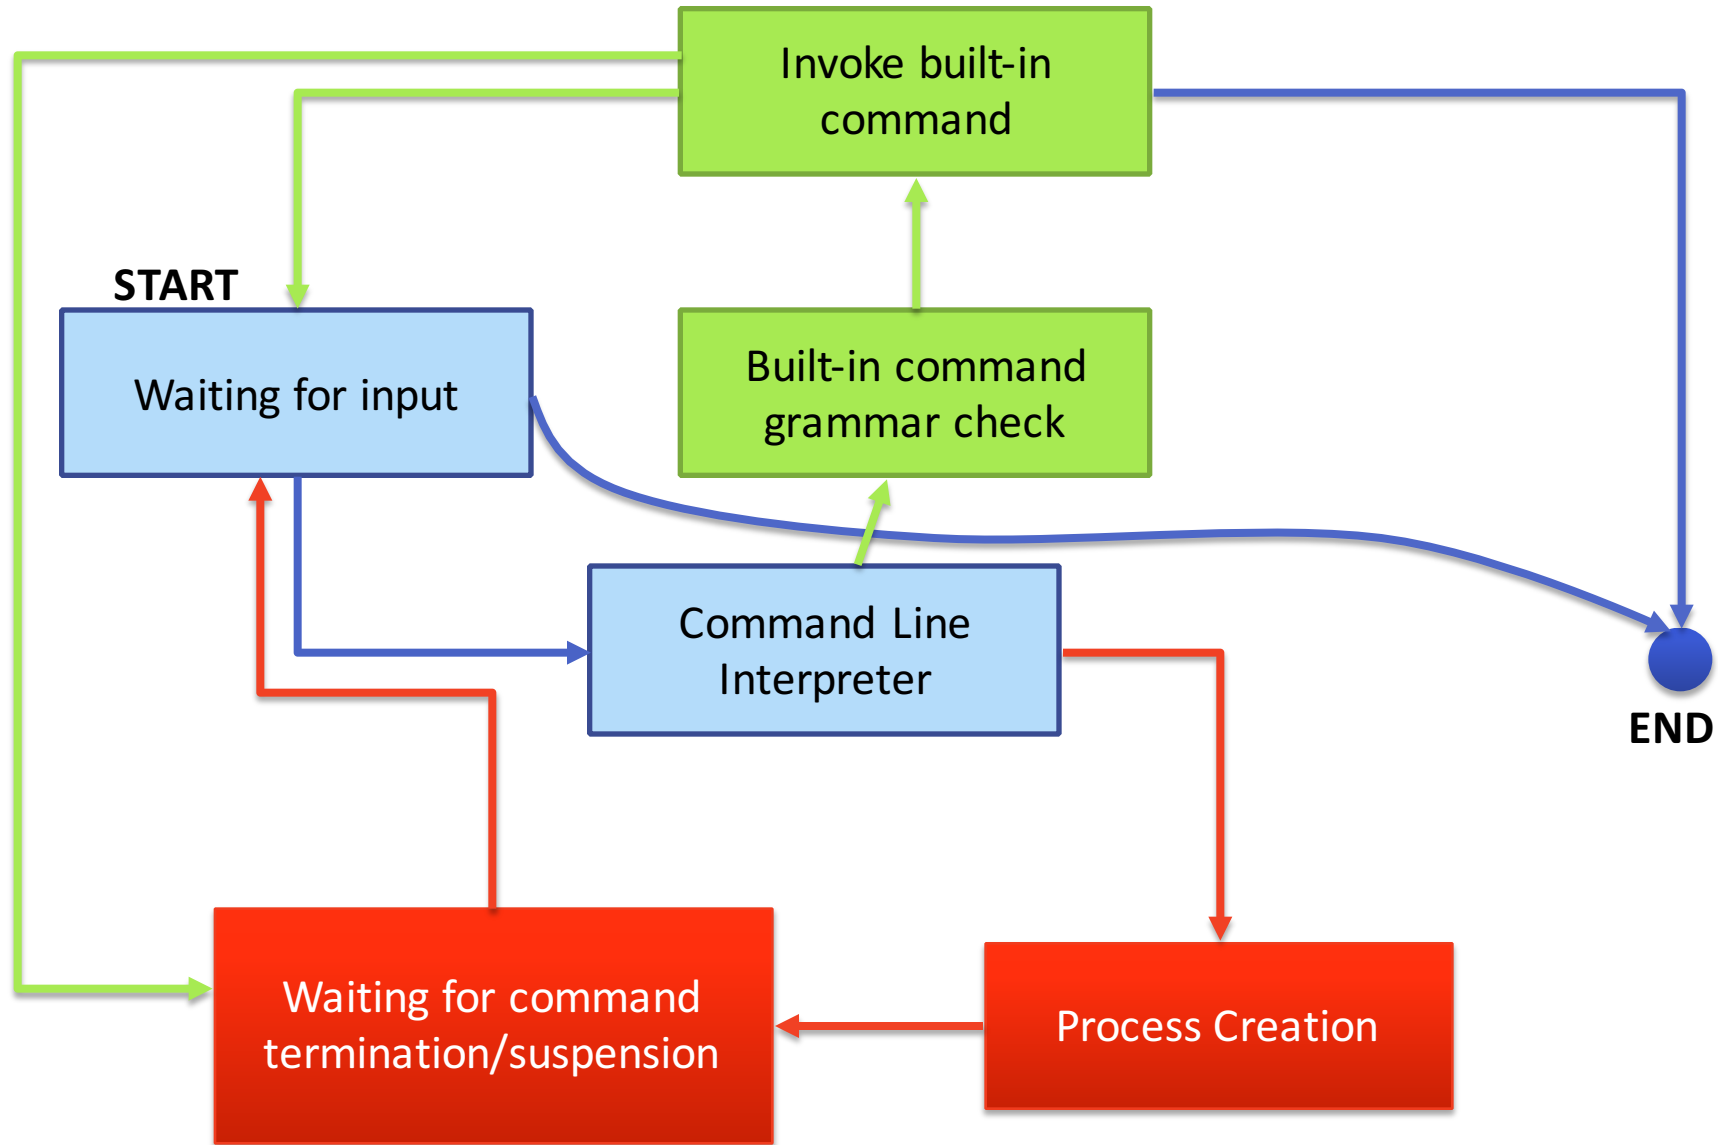 Invoke built-in
command
START
Waiting for input
Built-in command
grammar check
Command Line
Interpreter
END
Waiting for command
termination/suspension
Process Creation